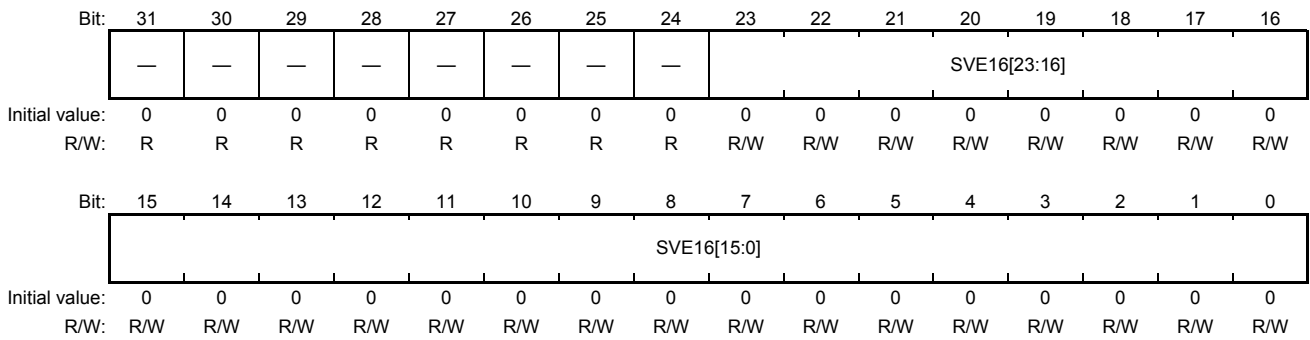 Bit: 31 30 29 28 27 26 25 24 23 22 21 20 19 18 17 16
— — — — — — — — SVE16[23:16]
Initial value: 0 0 0 0 0 0 0 0 0 0 0 0 0 0 0 0
R/W: R R R R R R R R R/W R/W R/W R/W R/W R/W R/W R/W
Bit: 15 14 13 12 11 10 9 8 7 6 5 4 3 2 1 0
SVE16[15:0]
Initial value: 0 0 0 0 0 0 0 0 0 0 0 0 0 0 0 0
R/W: R/W R/W R/W R/W R/W R/W R/W R/W R/W R/W R/W R/W R/W R/W R/W R/W